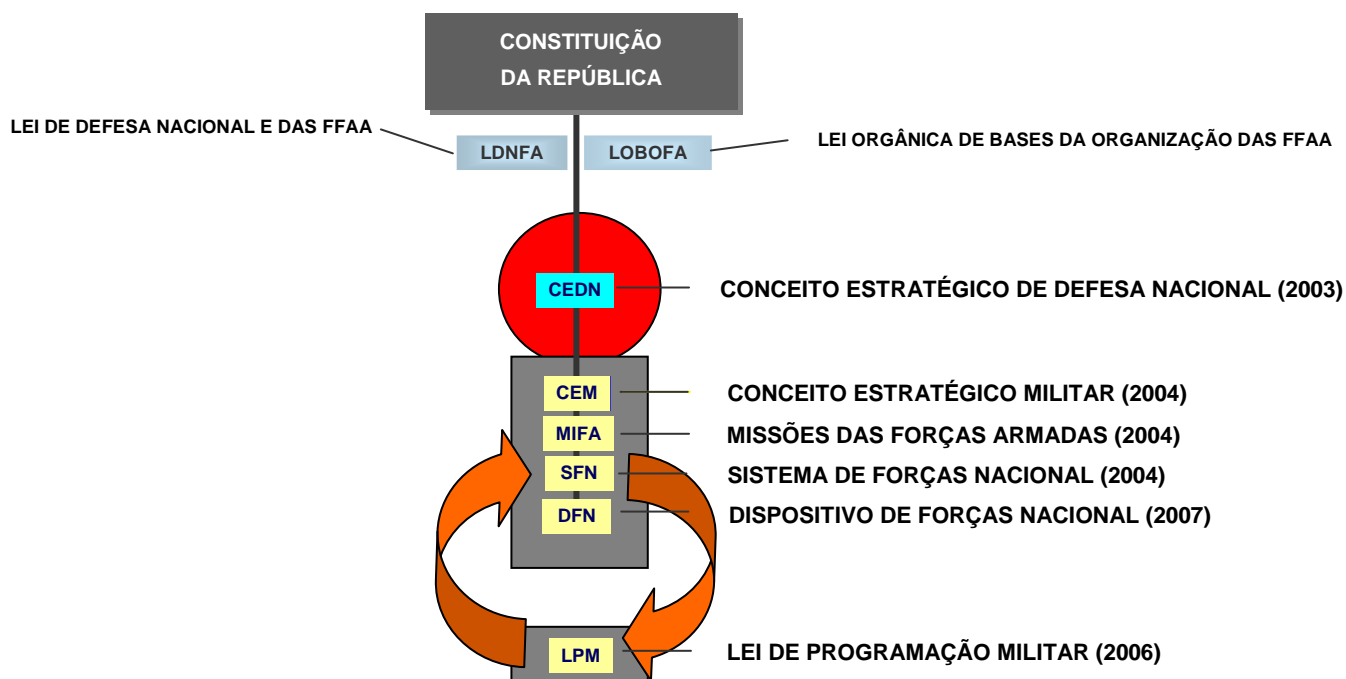 CONSTITUIÇÃO
DA REPÚBLICA
LEI DE DEFESA NACIONAL E DAS FFAA
LDNFA
LOBOFA
LEI ORGÂNICA DE BASES DA ORGANIZAÇÃO DAS FFAA
CEDN
CONCEITO ESTRATÉGICO DE DEFESA NACIONAL (2003)
CEM
CONCEITO ESTRATÉGICO MILITAR (2004)
MIFA
MISSÕES DAS FORÇAS ARMADAS (2004)
SFN
SISTEMA DE FORÇAS NACIONAL (2004)
DFN
DISPOSITIVO DE FORÇAS NACIONAL (2007)
LPM
LEI DE PROGRAMAÇÃO MILITAR (2006)